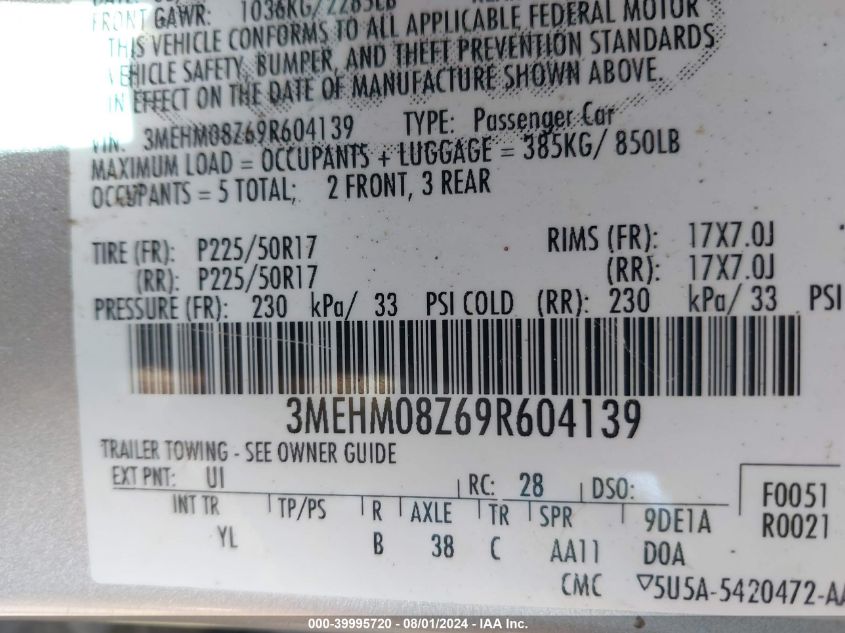 FRONT GAWR: 1036KG/2285LB
THIS VEHICLE CONFORMS TO ALL APPLICABLE FEDERAL MOTOR
VEHICLE SAFETY, BUMPER, AND THEFT PREVENTION STANDARDS
IN EFFECT ON THE DATE OF MANUFACTURE SHOWN ABOVE.
VIN: 3MEHM08Z69R604139 TYPE: Passenger Car
MAXIMUM LOAD = OCCUPANTS + LUGGAGE = 385KG/ 850LB
OCCUPANTS = 5 TOTAL; 2 FRONT, 3 REAR
TIRE (FR): P225/50R17 RIMS (FR): 17X7.0J
(RR): P225/50R17 (RR): 17X7.0J
PRESSURE (FR): 230 kPa/ 33 PSI COLD (RR): 230 kPa/ 33 PSI
3MEHM08Z69R604139
TRAILER TOWING - SEE OWNER GUIDE
EXT PNT: UI RC: 28 DSO:
INT TR TP/PS R AXLE TR SPR 9DE1A F0051
YL B 38 C AA11 D0A R0021
CMC 5U5A-5420472-AA
000-39995720 - 08/01/2024 - IAA Inc.